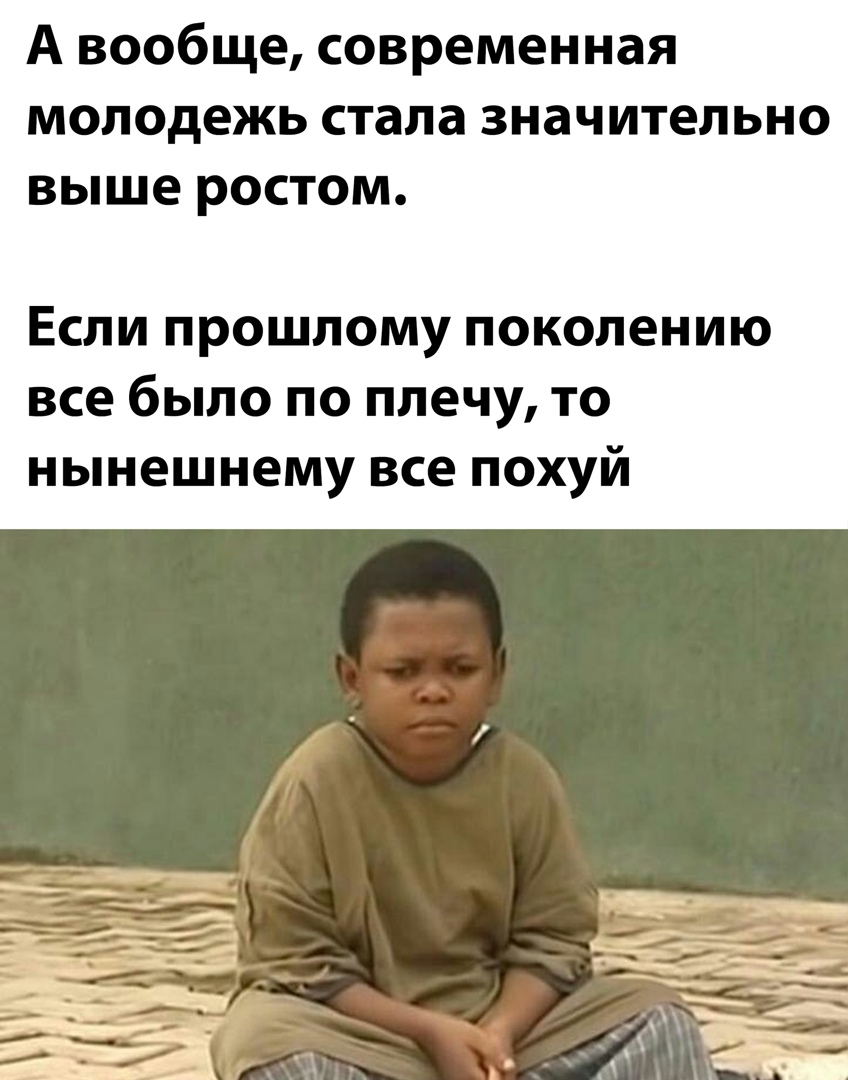 А вообще, современная
молодежь стала значительно
выше ростом.
Если прошлому поколению
все было по плечу, то
нынешнему все похуй